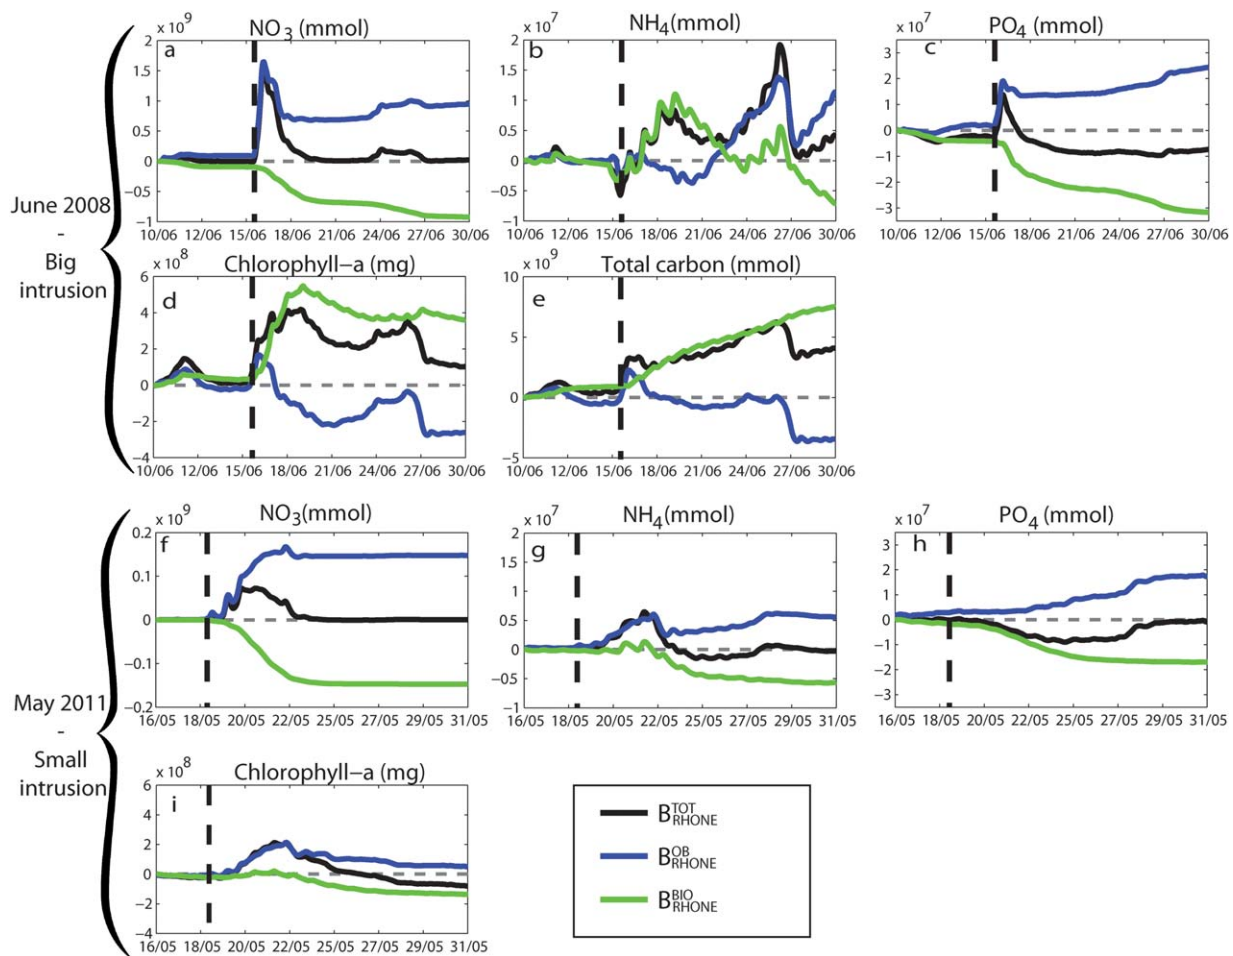 June 2008
-
Big
intrusion
NO3 (mmol)
x 10^9
a
2
1.5
1
0.5
0
−0.5
−1
10/06 12/06 15/06 18/06 21/06 24/06 27/06 30/06
NH4(mmol)
x 10^7
b
2
1.5
1
0.5
0
−0.5
−1
10/06 12/06 15/06 18/06 21/06 24/06 27/06 30/06
PO4 (mmol)
x 10^7
c
3
2
1
0
−1
−2
−3
10/06 12/06 15/06 18/06 21/06 24/06 27/06 30/06
Chlorophyll−a (mg)
x 10^8
d
6
4
2
0
−2
−4
10/06 12/06 15/06 18/06 21/06 24/06 27/06 30/06
Total carbon (mmol)
x 10^9
e
10
5
0
−5
10/06 12/06 15/06 18/06 21/06 24/06 27/06 30/06
May 2011
-
Small
intrusion
NO3(mmol)
x 10^9
f
0.2
0.1
0
−0.1
−0.2
16/05 18/05 20/05 22/05 24/05 27/05 29/05 31/05
NH4(mmol)
x 10^7
g
2
1.5
1
0.5
0
−05
−1
16/05 18/05 20/05 22/05 24/05 27/05 29/05 31/05
PO4 (mmol)
x 10^7
h
3
2
1
0
−1
−2
−3
16/05 18/05 20/05 22/05 24/05 27/05 29/05 31/05
Chlorophyll−a (mg)
x 10^8
i
6
4
2
0
−2
−4
16/05 18/05 20/05 22/05 24/05 27/05 29/05 31/05
B TOT RHONE
B OB RHONE
B BIO RHONE